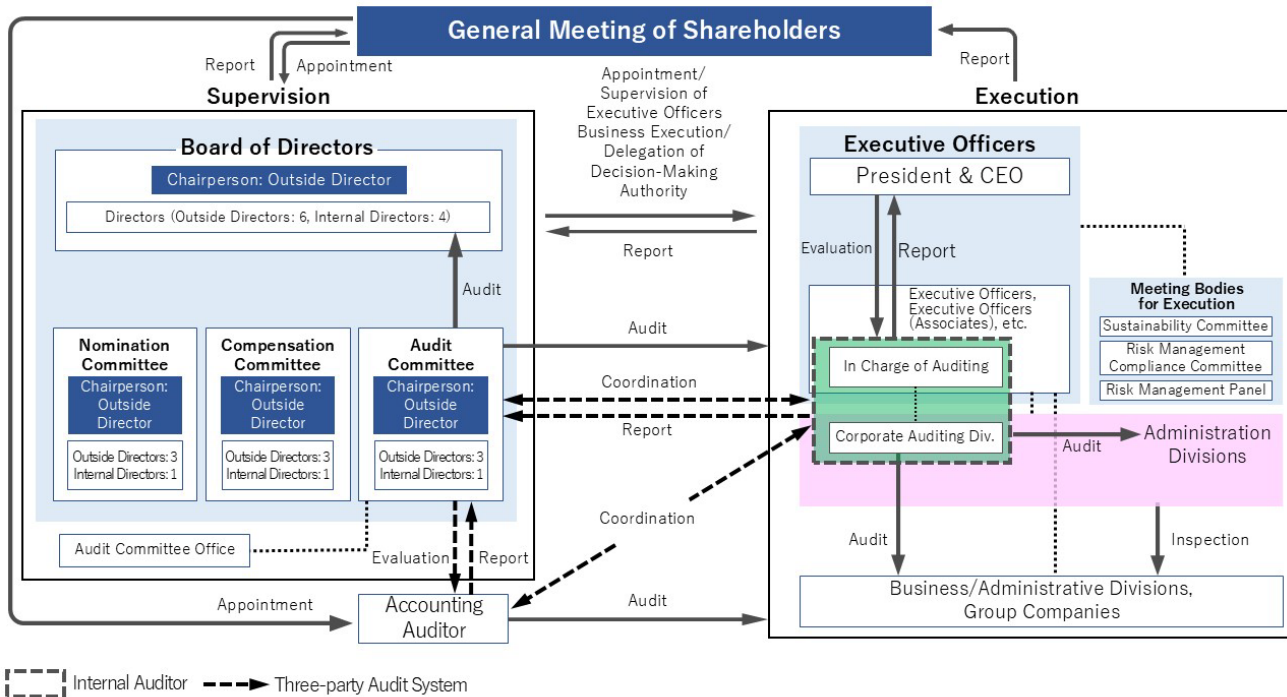 General Meeting of Shareholders
Report
Appointment
Report
Supervision
Appointment/
Supervision of
Executive Officers
Business Execution/
Delegation of
Decision-Making
Authority
Report
Execution
Board of Directors
Chairperson: Outside Director
Directors (Outside Directors: 6, Internal Directors: 4)
Audit
Nomination
Committee
Chairperson:
Outside
Director
Outside Directors: 3
Internal Directors: 1
Compensation
Committee
Chairperson:
Outside
Director
Outside Directors: 3
Internal Directors: 1
Audit
Committee
Chairperson:
Outside
Director
Outside Directors: 3
Internal Directors: 1
Audit Committee Office
Evaluation
Report
Audit
Coordination
Report
Coordination
Executive Officers
President & CEO
Evaluation
Report
Executive Officers,
Executive Officers
(Associates), etc.
In Charge of Auditing
Corporate Auditing Div.
Meeting Bodies
for Execution
Sustainability Committee
Risk Management
Compliance Committee
Risk Management Panel
Audit
Administration
Divisions
Audit
Inspection
Business/Administrative Divisions,
Group Companies
Appointment
Accounting
Auditor
Audit
Internal Auditor
Three-party Audit System